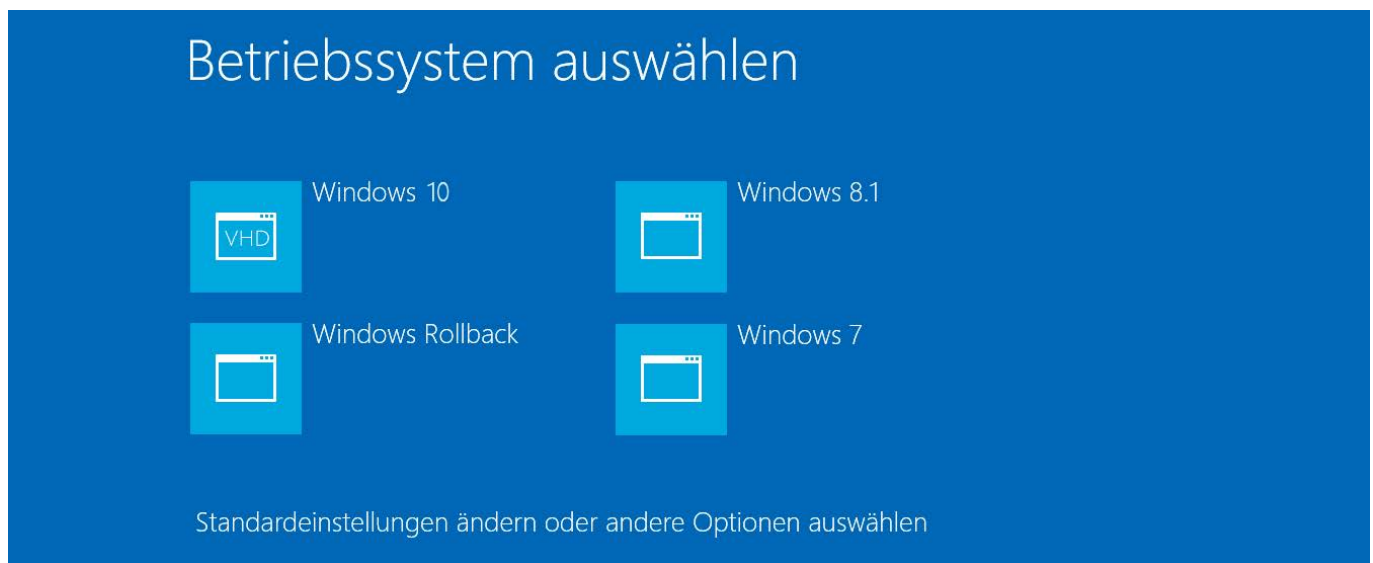 Betriebssystem auswählen
Windows 10
VHD
Windows 8.1
Windows Rollback
Windows 7
Standardeinstellungen ändern oder andere Optionen auswählen